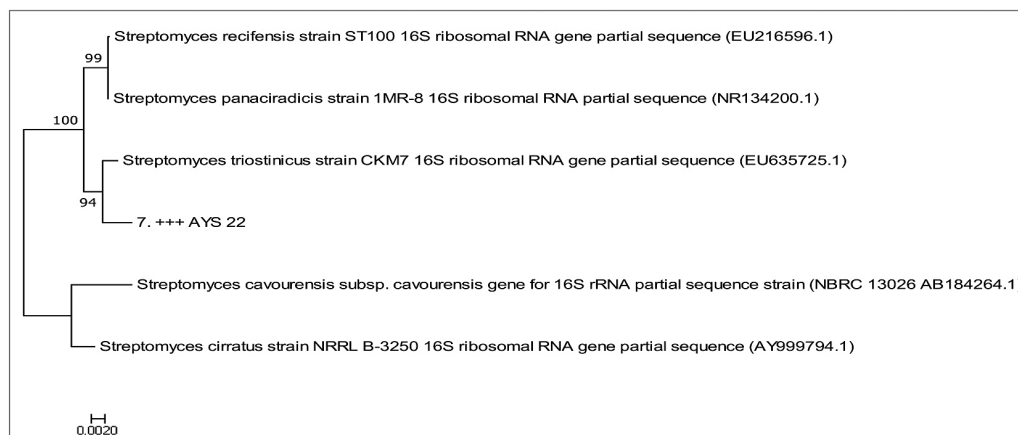 Streptomyces recifensis strain ST100 16S ribosomal RNA gene partial sequence (EU216596.1)
99
Streptomyces panaciradicis strain 1MR-8 16S ribosomal RNA partial sequence (NR134200.1)
100
Streptomyces triostinicus strain CKM7 16S ribosomal RNA gene partial sequence (EU635725.1)
94
7. +++ AYS 22
Streptomyces cavourensis subsp. cavourensis gene for 16S rRNA partial sequence strain (NBRC 13026 AB184264.1)
Streptomyces cirratus strain NRRL B-3250 16S ribosomal RNA gene partial sequence (AY999794.1)
0.0020